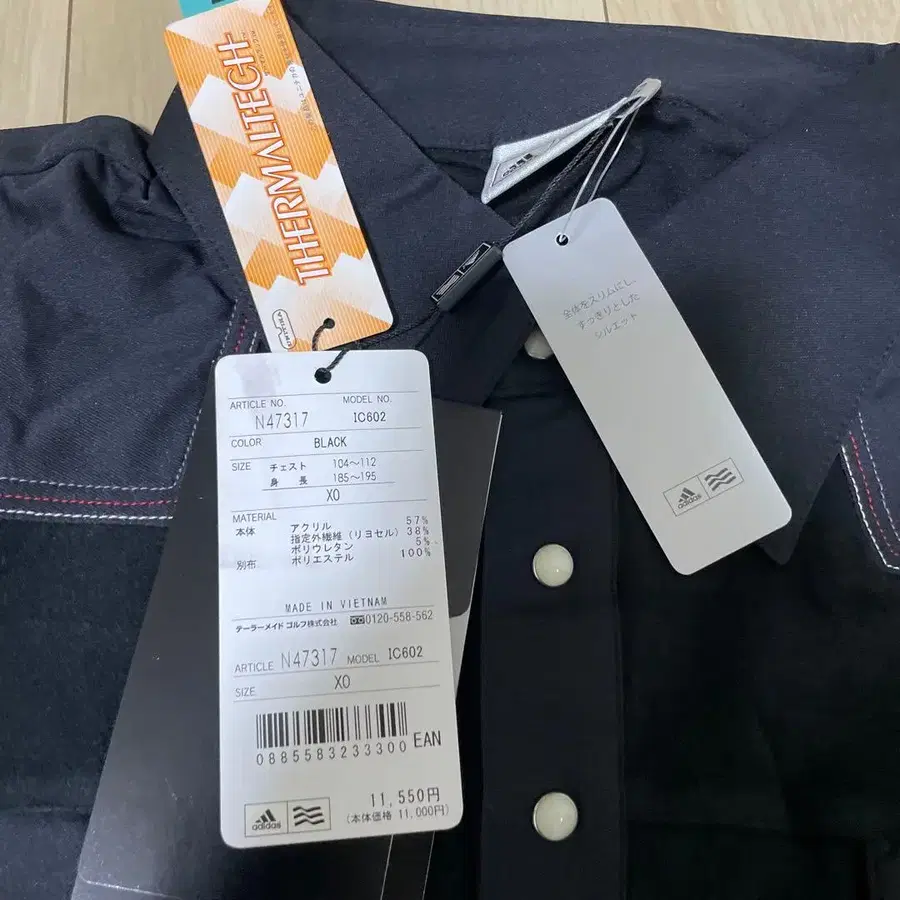 THERMALTECH
UNITIKA
全体をスリムにし、
すっきりとした
シルエット
adidas
ARTICLE NO. MODEL NO.
N47317 IC602
COLOR BLACK
SIZE チェスト 104〜112
身 長 185〜195
XO
MATERIAL
本体 アクリル 57%
指定外繊維（リヨセル） 38%
ポリウレタン 5%
別布 ポリエステル 100%
MADE IN VIETNAM
テーラーメイド ゴルフ株式会社 0120-558-562
ARTICLE N47317 MODEL IC602
SIZE XO
0885583233300 EAN
adidas
11,550円
(本体価格 11,000円)